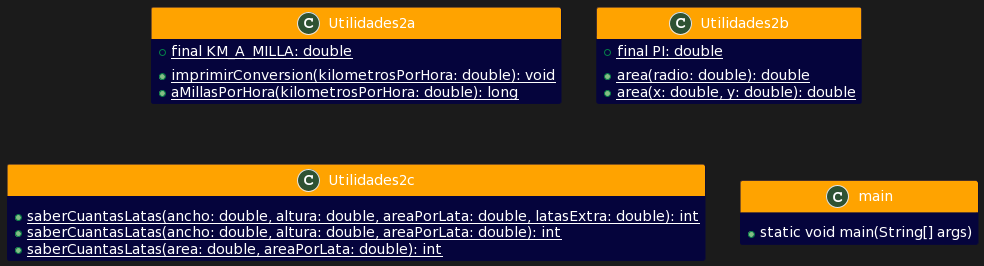 C Utilidades2a
final KM_A_MILLA: double
imprimirConversion(kilometrosPorHora: double): void
aMillasPorHora(kilometrosPorHora: double): long
C Utilidades2b
final PI: double
area(radio: double): double
area(x: double, y: double): double
C Utilidades2c
saberCuantasLatas(ancho: double, altura: double, areaPorLata: double, latasExtra: double): int
saberCuantasLatas(ancho: double, altura: double, areaPorLata: double): int
saberCuantasLatas(area: double, areaPorLata: double): int
C main
static void main(String[] args)